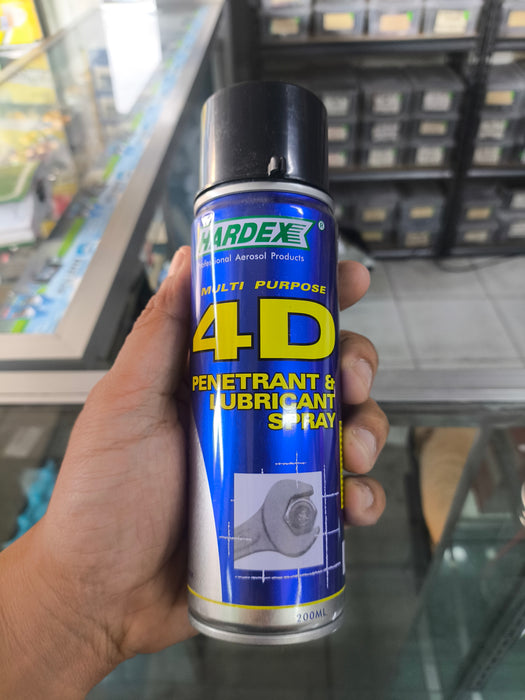 HARDEX®
Professional Aerosol Products
MULTI PURPOSE
4D
PENETRANT &
LUBRICANT
SPRAY
200ML